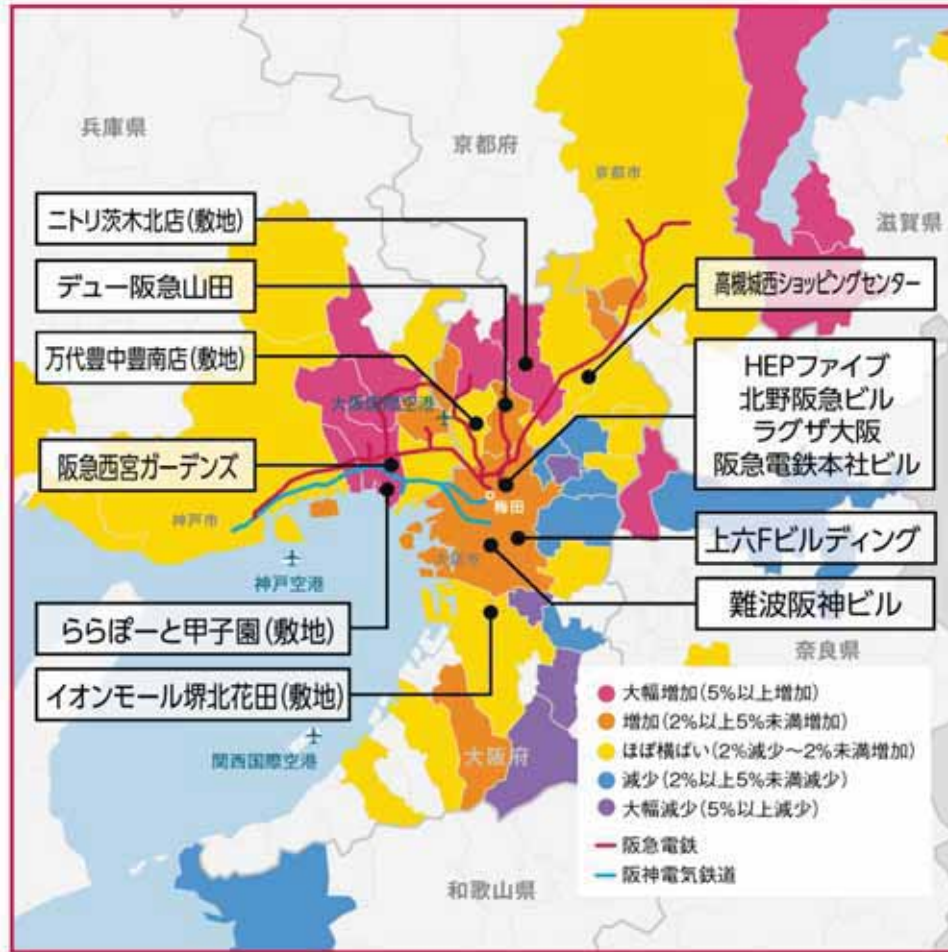 兵庫県
京都府
京都市
滋賀県
ニトリ茨木北店(敷地)
デュー阪急山田
万代豊中豊南店(敷地)
大阪国際空港
阪急西宮ガーデンズ
高槻城西ショッピングセンター
HEPファイブ
北野阪急ビル
ラグザ大阪
阪急電鉄本社ビル
梅田
神戸市
神戸空港
上六Fビルディング
難波阪神ビル
ららぽーと甲子園(敷地)
イオンモール堺北花田(敷地)
奈良県
関西国際空港
大阪府
大幅増加(5%以上増加)
増加(2%以上5%未満増加)
ほぼ横ばい(2%減少～2%未満増加)
減少(2%以上5%未満減少)
大幅減少(5%以上減少)
阪急電鉄
阪神電気鉄道
和歌山県